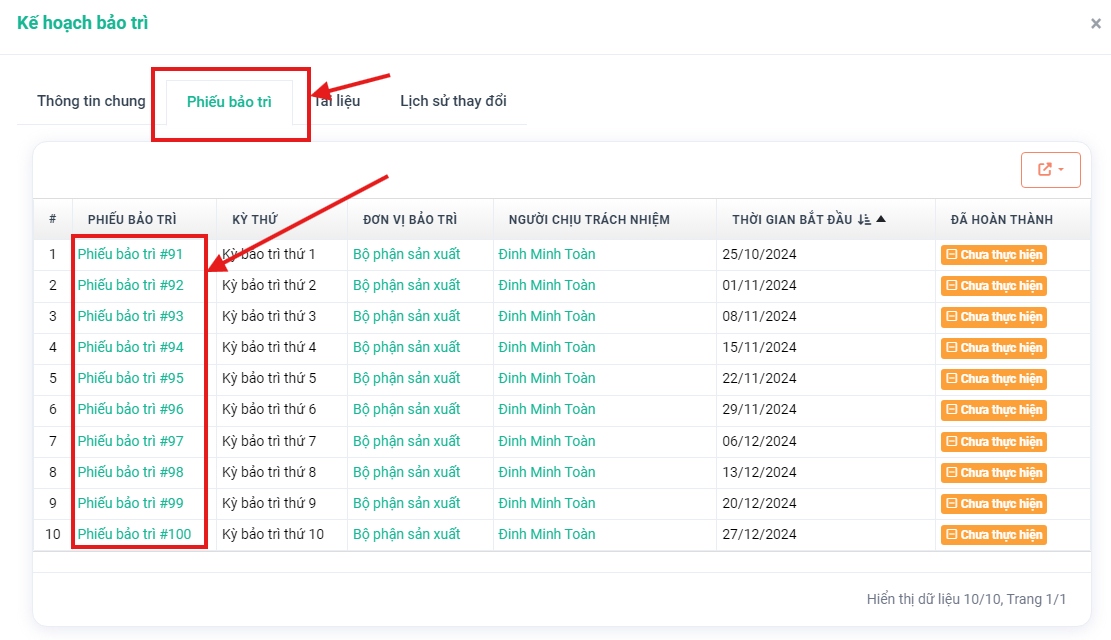 Kế hoạch bảo trì ×
Thông tin chung Phiếu bảo trì Tài liệu Lịch sử thay đổi
# PHIẾU BẢO TRÌ KỲ THỨ ĐƠN VỊ BẢO TRÌ NGƯỜI CHỊU TRÁCH NHIỆM THỜI GIAN BẮT ĐẦU ĐÃ HOÀN THÀNH
1 Phiếu bảo trì #91 Kỳ bảo trì thứ 1 Bộ phận sản xuất Đinh Minh Toàn 25/10/2024 Chưa thực hiện
2 Phiếu bảo trì #92 Kỳ bảo trì thứ 2 Bộ phận sản xuất Đinh Minh Toàn 01/11/2024 Chưa thực hiện
3 Phiếu bảo trì #93 Kỳ bảo trì thứ 3 Bộ phận sản xuất Đinh Minh Toàn 08/11/2024 Chưa thực hiện
4 Phiếu bảo trì #94 Kỳ bảo trì thứ 4 Bộ phận sản xuất Đinh Minh Toàn 15/11/2024 Chưa thực hiện
5 Phiếu bảo trì #95 Kỳ bảo trì thứ 5 Bộ phận sản xuất Đinh Minh Toàn 22/11/2024 Chưa thực hiện
6 Phiếu bảo trì #96 Kỳ bảo trì thứ 6 Bộ phận sản xuất Đinh Minh Toàn 29/11/2024 Chưa thực hiện
7 Phiếu bảo trì #97 Kỳ bảo trì thứ 7 Bộ phận sản xuất Đinh Minh Toàn 06/12/2024 Chưa thực hiện
8 Phiếu bảo trì #98 Kỳ bảo trì thứ 8 Bộ phận sản xuất Đinh Minh Toàn 13/12/2024 Chưa thực hiện
9 Phiếu bảo trì #99 Kỳ bảo trì thứ 9 Bộ phận sản xuất Đinh Minh Toàn 20/12/2024 Chưa thực hiện
10 Phiếu bảo trì #100 Kỳ bảo trì thứ 10 Bộ phận sản xuất Đinh Minh Toàn 27/12/2024 Chưa thực hiện
Hiển thị dữ liệu 10/10, Trang 1/1